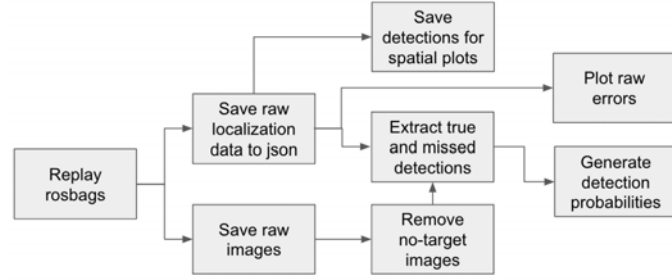 Save
detections for
spatial plots
Plot raw
errors
Save raw
localization
data to json
Extract true
and missed
detections
Replay
rosbags
Generate
detection
probabilities
Save raw
images
Remove
no-target
images